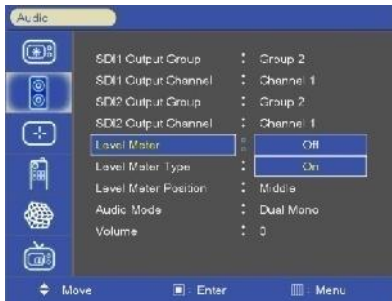 Audio
SDI1 Output Group : Group 2
SDI1 Output Channel : Channel 1
SDI2 Output Group : Group 2
SDI2 Output Channel : Channel 1
Level Meter : Off
Level Meter Type : On
Level Meter Position : Middle
Audio Mode : Dual Mono
Volume : 0
Move : Enter : Menu